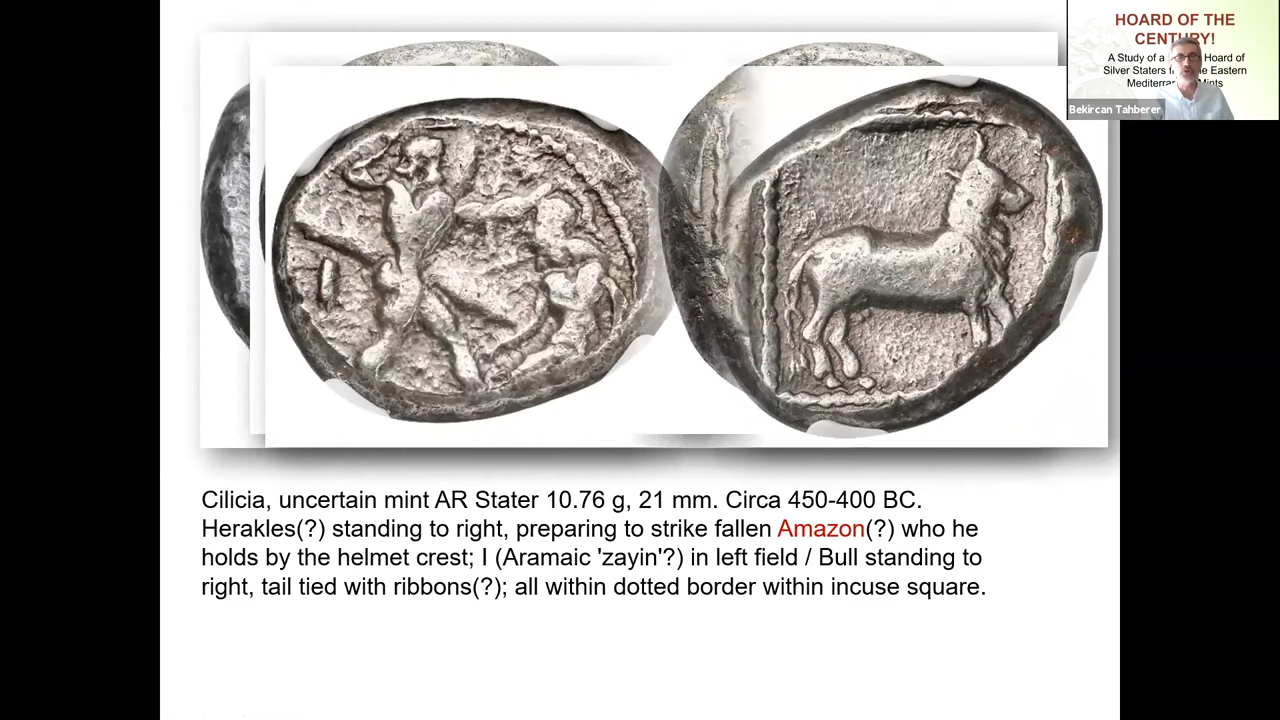 HOARD OF THE
CENTURY!
A Study of a Hoard of
Silver Staters Eastern
Mints
Bekircan Tahberer
Cilicia, uncertain mint AR Stater 10.76 g, 21 mm. Circa 450-400 BC.
Herakles(?) standing to right, preparing to strike fallen Amazon(?) who he
holds by the helmet crest; I (Aramaic 'zayin'?) in left field / Bull standing to
right, tail tied with ribbons(?); all within dotted border within incuse square.